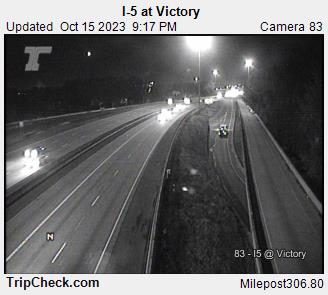 I-5 at Victory
Updated Oct 15 2023 9:17 PM Camera 83
T
N
83 - I5 @ Victory
TripCheck.com Milepost306.80